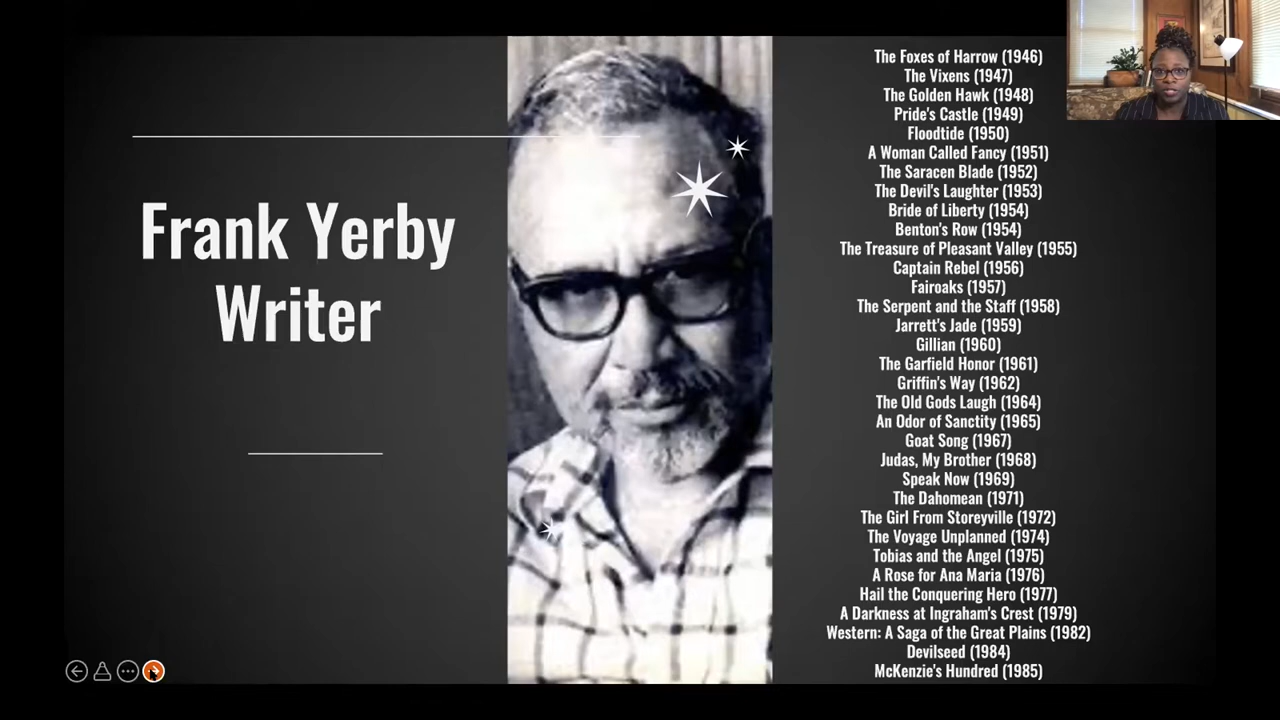 Frank Yerby
Writer
The Foxes of Harrow (1946)
The Vixens (1947)
The Golden Hawk (1948)
Pride's Castle (1949)
Floodtide (1950)
A Woman Called Fancy (1951)
The Saracen Blade (1952)
The Devil's Laughter (1953)
Bride of Liberty (1954)
Benton's Row (1954)
The Treasure of Pleasant Valley (1955)
Captain Rebel (1956)
Fairoaks (1957)
The Serpent and the Staff (1958)
Jarrett's Jade (1959)
Gillian (1960)
The Garfield Honor (1961)
Griffin's Way (1962)
The Old Gods Laugh (1964)
An Odor of Sanctity (1965)
Goat Song (1967)
Judas, My Brother (1968)
Speak Now (1969)
The Dahomean (1971)
The Girl From Storeyville (1972)
The Voyage Unplanned (1974)
Tobias and the Angel (1975)
A Rose for Ana Maria (1976)
Hail the Conquering Hero (1977)
A Darkness at Ingraham's Crest (1979)
Western: A Saga of the Great Plains (1982)
Devilseed (1984)
McKenzie's Hundred (1985)